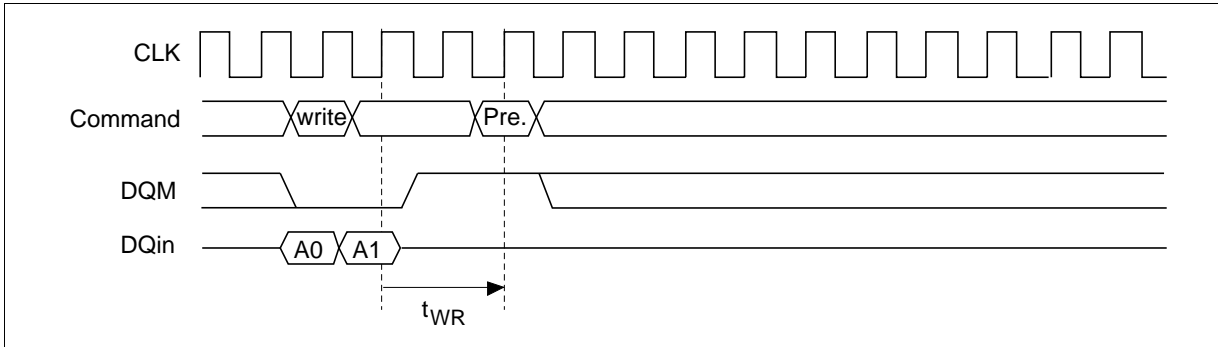 CLK
Command write Pre.
DQM
DQin A0 A1
tWR